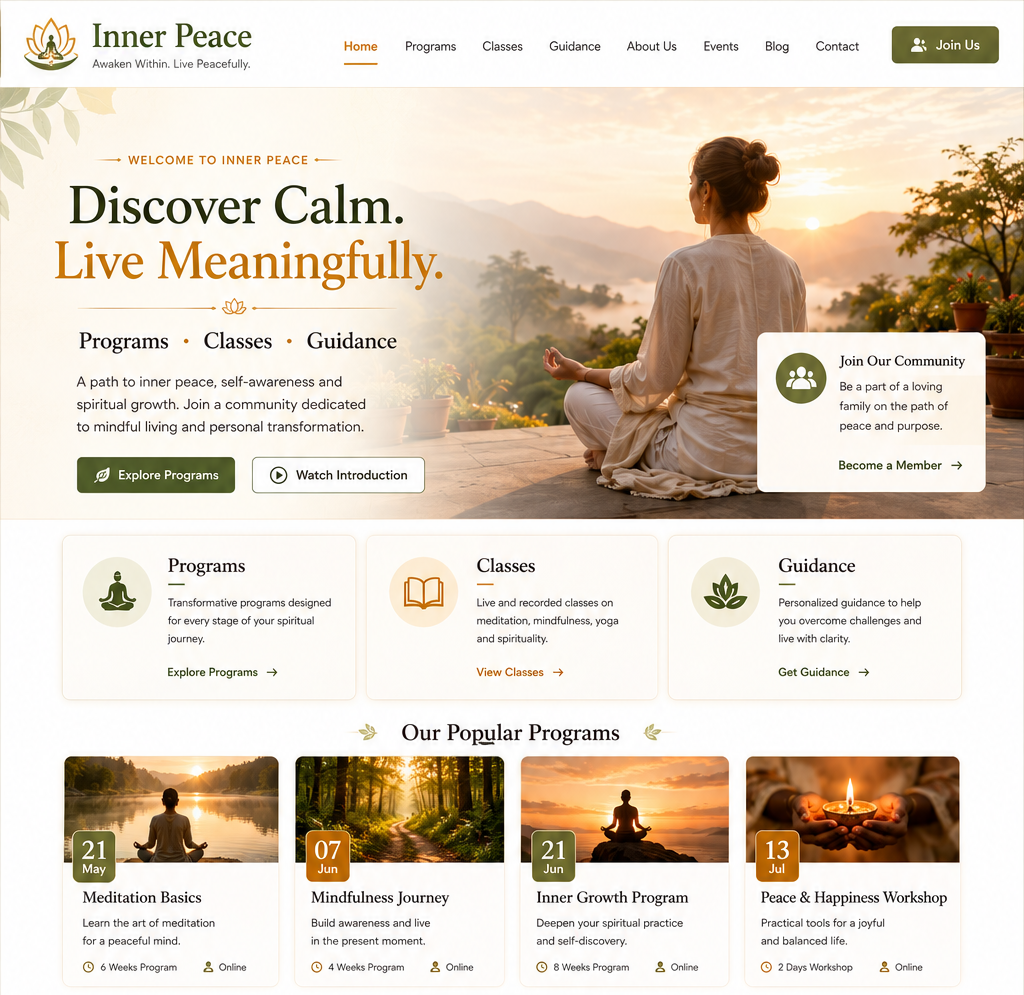 Inner Peace
Awaken Within. Live Peacefully.
Home
Programs
Classes
Guidance
About Us
Events
Blog
Contact
Join Us
WELCOME TO INNER PEACE
Discover Calm.
Live Meaningfully.
Programs • Classes • Guidance
A path to inner peace, self-awareness and
spiritual growth. Join a community dedicated
to mindful living and personal transformation.
Explore Programs
Watch Introduction
Join Our Community
Be a part of a loving
family on the path of
peace and purpose.
Become a Member →
Programs
Transformative programs designed
for every stage of your spiritual
journey.
Explore Programs →
Classes
Live and recorded classes on
meditation, mindfulness, yoga
and spirituality.
View Classes →
Guidance
Personalized guidance to help
you overcome challenges and
live with clarity.
Get Guidance →
Our Popular Programs
21
May
Meditation Basics
Learn the art of meditation
for a peaceful mind.
6 Weeks Program
Online
07
Jun
Mindfulness Journey
Build awareness and live
in the present moment.
4 Weeks Program
Online
21
Jun
Inner Growth Program
Deepen your spiritual practice
and self-discovery.
8 Weeks Program
Online
13
Jul
Peace & Happiness Workshop
Practical tools for a joyful
and balanced life.
2 Days Workshop
Online